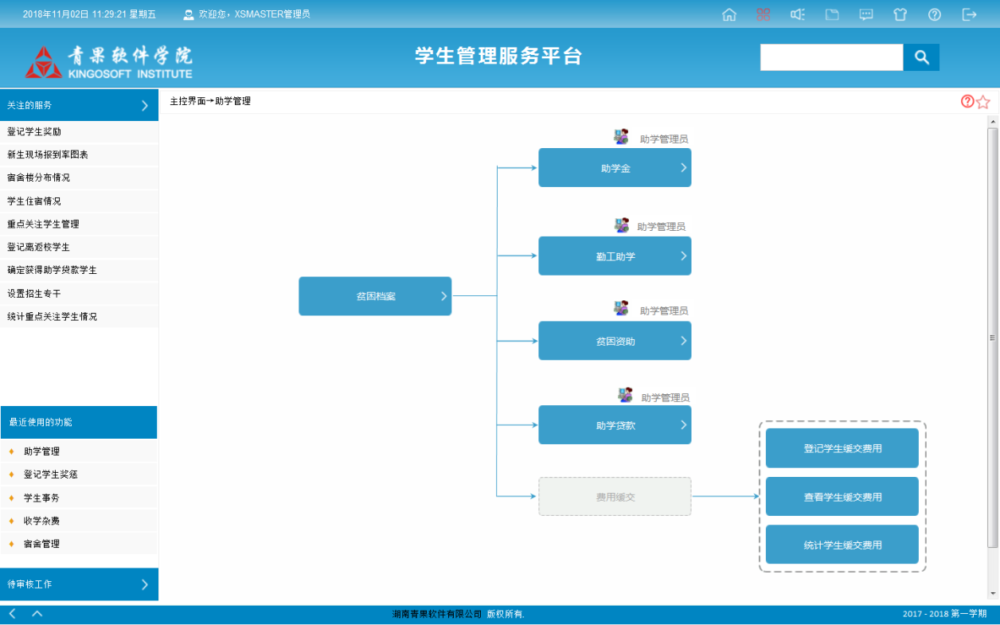 2018年11月02日 11:29:21 星期五
欢迎您，XSMASTER管理员
青果软件学院
KINGOSOFT INSTITUTE
学生管理服务平台
关注的服务
登记学生奖励
新生现场报到率图表
宿舍楼分布情况
学生住宿情况
重点关注学生管理
登记离返校学生
确定获得助学贷款学生
设置招生专干
统计重点关注学生情况
最近使用的功能
助学管理
登记学生奖惩
学生事务
收学杂费
宿舍管理
待审核工作
主控界面→助学管理
助学管理员
助学金
助学管理员
勤工助学
贫困档案
助学管理员
贫困资助
助学管理员
助学贷款
费用缓交
登记学生缓交费用
查看学生缓交费用
统计学生缓交费用
湖南青果软件有限公司 版权所有.
2017 - 2018 第一学期